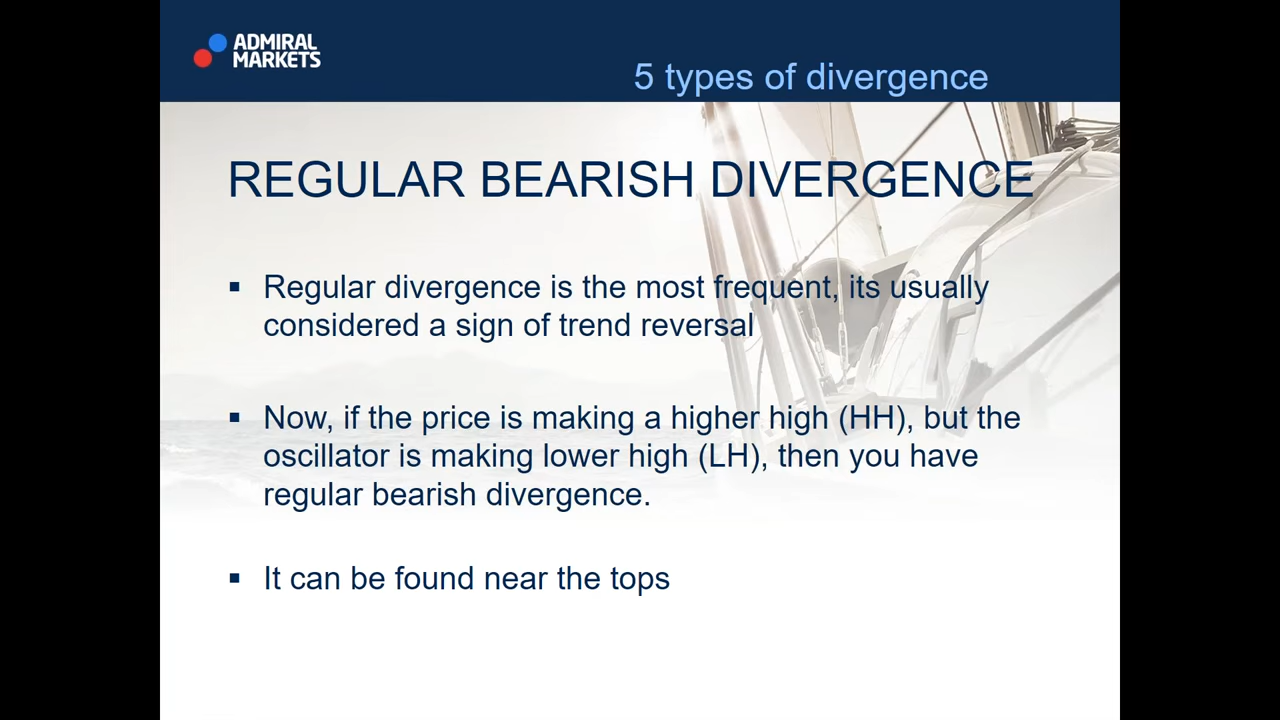 ADMIRAL
MARKETS
5 types of divergence
REGULAR BEARISH DIVERGENCE
▪ Regular divergence is the most frequent, its usually
considered a sign of trend reversal
▪ Now, if the price is making a higher high (HH), but the
oscillator is making lower high (LH), then you have
regular bearish divergence.
▪ It can be found near the tops